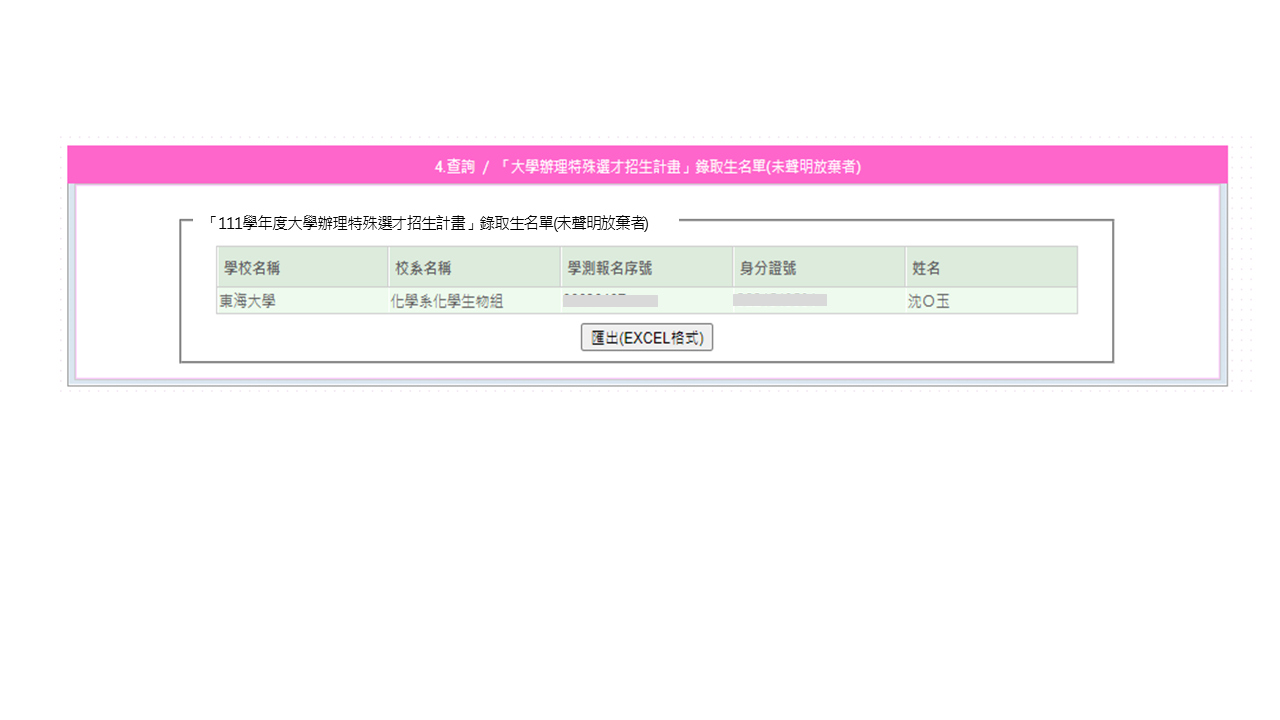 4.查詢 / 「大學辦理特殊選才招生計畫」錄取生名單(未聲明放棄者)
「111學年度大學辦理特殊選才招生計畫」錄取生名單(未聲明放棄者)
學校名稱 校系名稱 學測報名序號 身分證號 姓名
東海大學 化學系化學生物組 沈O玉
匯出(EXCEL格式)